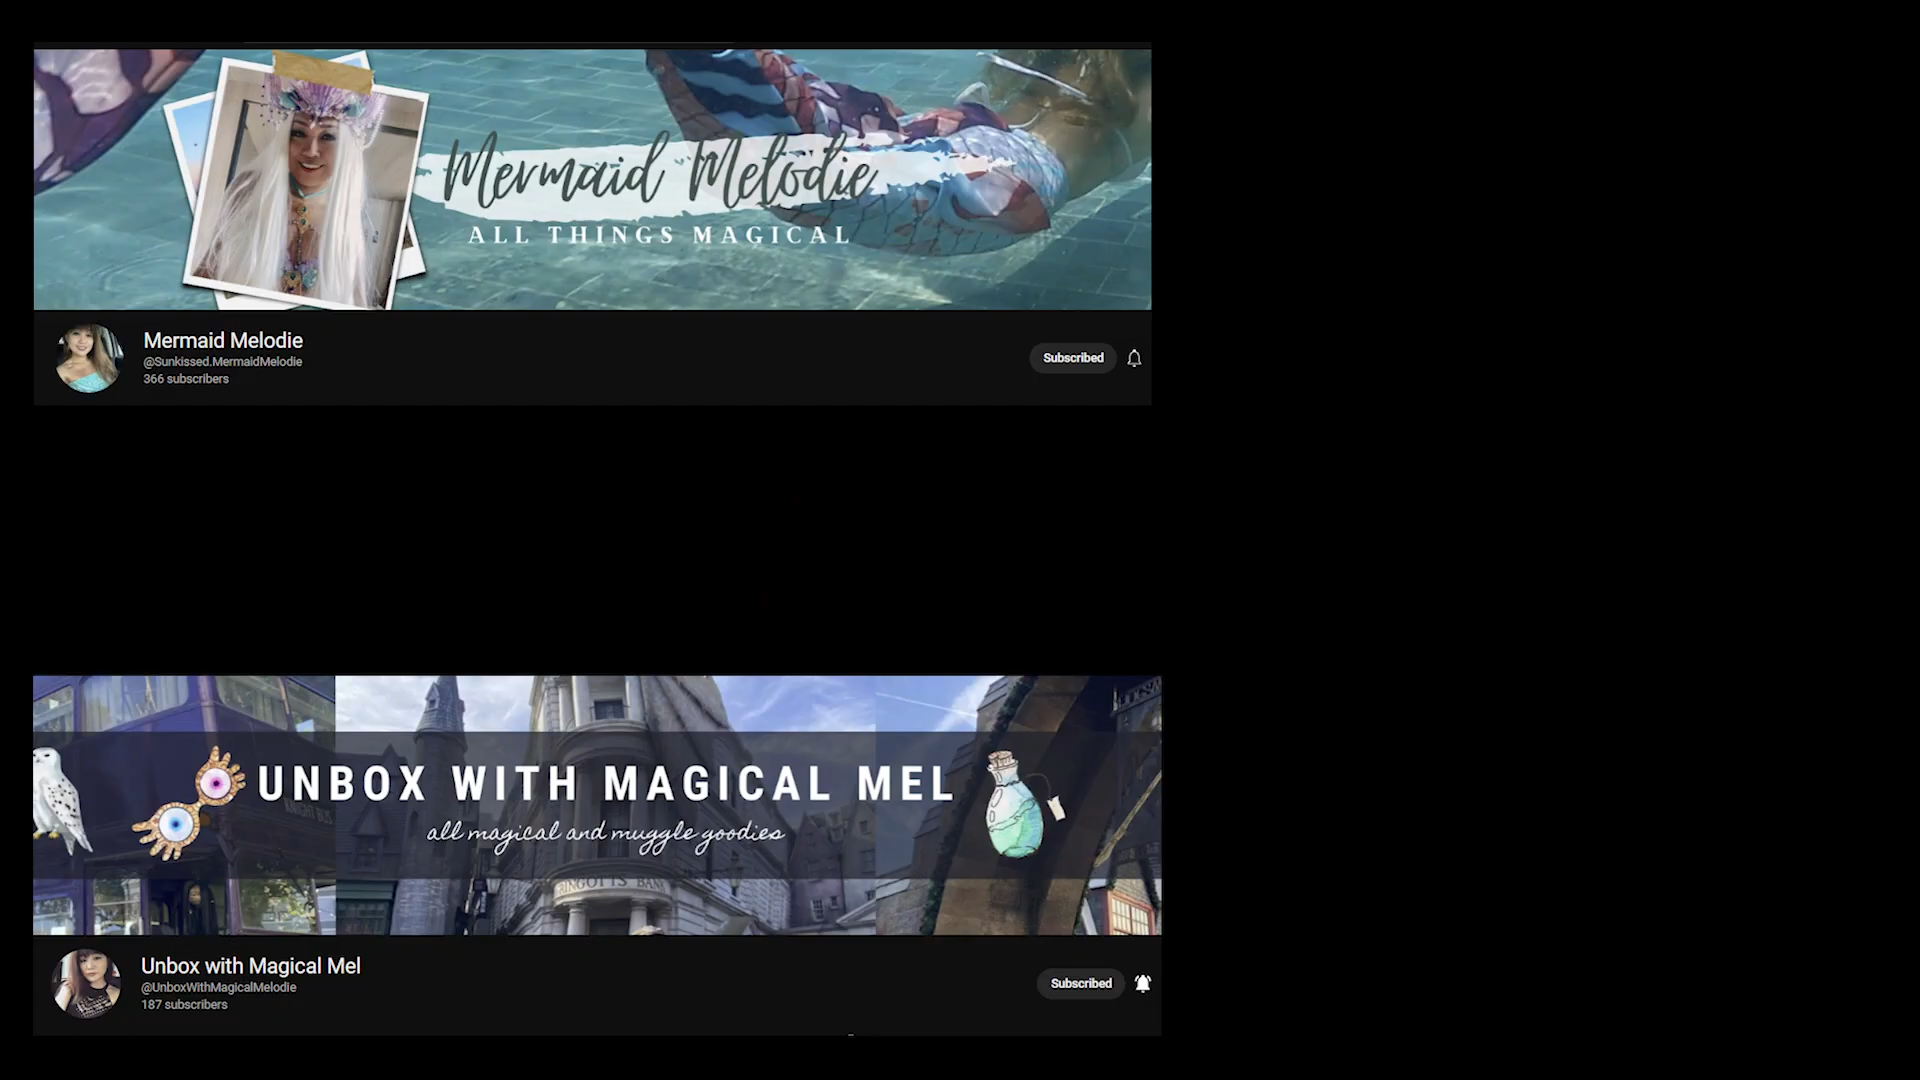 Mermaid Melodie
ALL THINGS MAGICAL
Mermaid Melodie
@Sunkissed.MermaidMelodie
366 subscribers
Subscribed
UNBOX WITH MAGICAL MEL
all magical and muggle goodies
Unbox with Magical Mel
@UnboxWithMagicalMelodie
187 subscribers
Subscribed